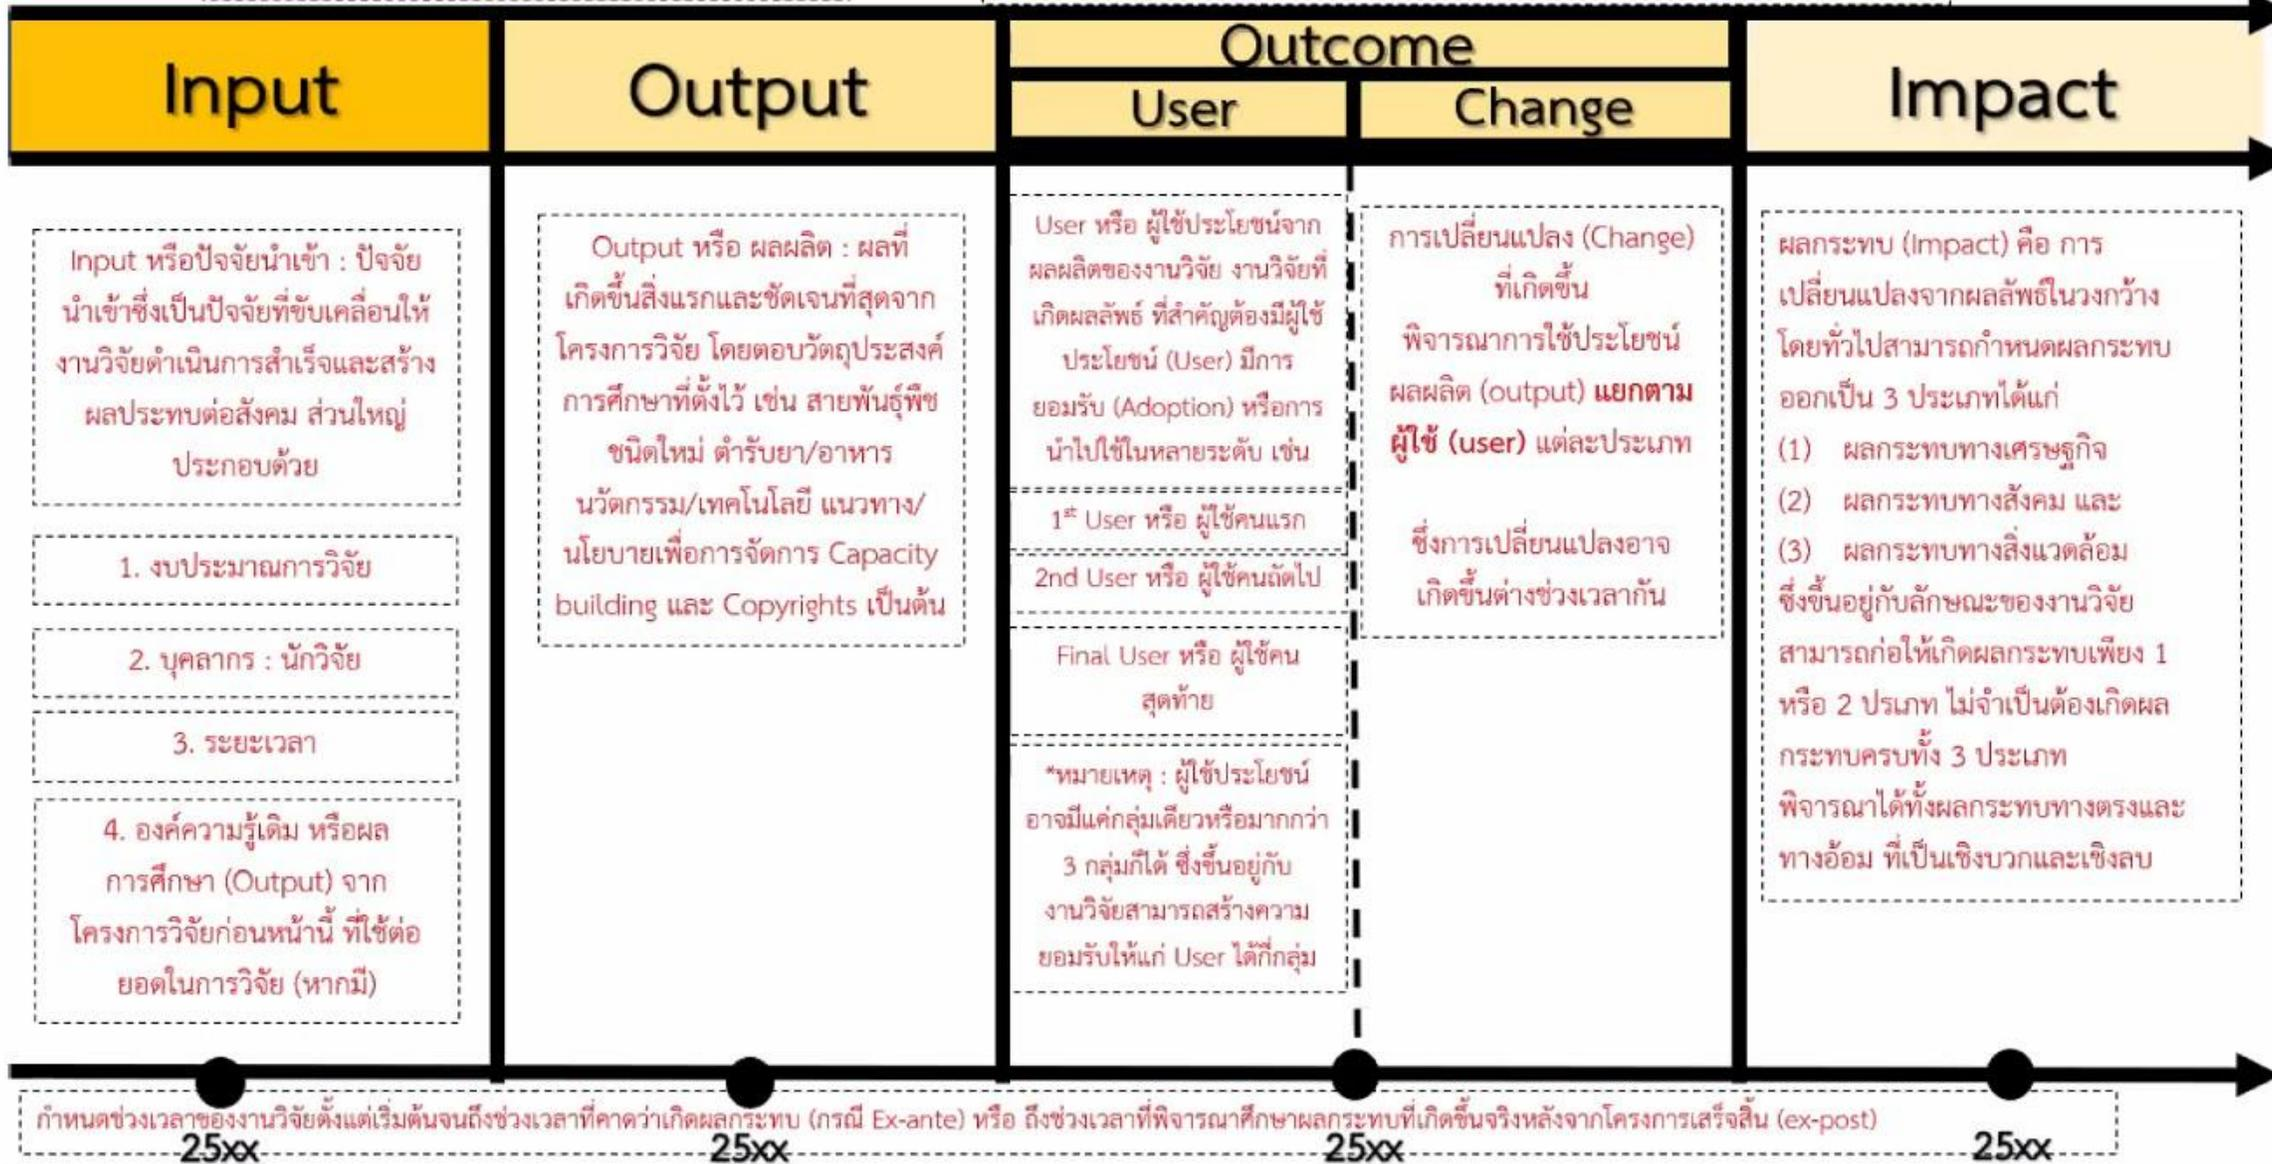 Input
Output
Outcome
User
Change
Impact
Input หรือปัจจัยนำเข้า : ปัจจัย
นำเข้าซึ่งเป็นปัจจัยที่ขับเคลื่อนให้
งานวิจัยดำเนินการสำเร็จและสร้าง
ผลประทบต่อสังคม ส่วนใหญ่
ประกอบด้วย
1. งบประมาณการวิจัย
2. บุคลากร : นักวิจัย
3. ระยะเวลา
4. องค์ความรู้เดิม หรือผล
การศึกษา (Output) จาก
โครงการวิจัยก่อนหน้านี้ ที่ใช้ต่อ
ยอดในการวิจัย (หากมี)
Output หรือ ผลผลิต : ผลที่
เกิดขึ้นสิ่งแรกและชัดเจนที่สุดจาก
โครงการวิจัย โดยตอบวัตถุประสงค์
การศึกษาที่ตั้งไว้ เช่น สายพันธุ์พืช
ชนิดใหม่ ตำรับยา/อาหาร
นวัตกรรม/เทคโนโลยี แนวทาง/
นโยบายเพื่อการจัดการ Capacity
building และ Copyrights เป็นต้น
User หรือ ผู้ใช้ประโยชน์จาก
ผลผลิตของงานวิจัย งานวิจัยที่
เกิดผลลัพธ์ ที่สำคัญต้องมีผู้ใช้
ประโยชน์ (User) มีการ
ยอมรับ (Adoption) หรือการ
นำไปใช้ในหลายระดับ เช่น
1st User หรือ ผู้ใช้คนแรก
2nd User หรือ ผู้ใช้คนถัดไป
Final User หรือ ผู้ใช้คน
สุดท้าย
*หมายเหตุ : ผู้ใช้ประโยชน์
อาจมีแค่กลุ่มเดียวหรือมากกว่า
3 กลุ่มก็ได้ ซึ่งขึ้นอยู่กับ
งานวิจัยสามารถสร้างความ
ยอมรับให้แก่ User ได้กี่กลุ่ม
การเปลี่ยนแปลง (Change)
ที่เกิดขึ้น
พิจารณาการใช้ประโยชน์
ผลผลิต (output) แยกตาม
ผู้ใช้ (user) แต่ละประเภท
ซึ่งการเปลี่ยนแปลงอาจ
เกิดขึ้นต่างช่วงเวลากัน
ผลกระทบ (Impact) คือ การ
เปลี่ยนแปลงจากผลลัพธ์ในวงกว้าง
โดยทั่วไปสามารถกำหนดผลกระทบ
ออกเป็น 3 ประเภทได้แก่
(1) ผลกระทบทางเศรษฐกิจ
(2) ผลกระทบทางสังคม และ
(3) ผลกระทบทางสิ่งแวดล้อม
ซึ่งขึ้นอยู่กับลักษณะของงานวิจัย
สามารถก่อให้เกิดผลกระทบเพียง 1
หรือ 2 ปรเภท ไม่จำเป็นต้องเกิดผล
กระทบครบทั้ง 3 ประเภท
พิจารณาได้ทั้งผลกระทบทางตรงและ
ทางอ้อม ที่เป็นเชิงบวกและเชิงลบ
กำหนดช่วงเวลาของงานวิจัยตั้งแต่เริ่มต้นจนถึงช่วงเวลาที่คาดว่าเกิดผลกระทบ (กรณี Ex-ante) หรือ ถึงช่วงเวลาที่พิจารณาศึกษาผลกระทบที่เกิดขึ้นจริงหลังจากโครงการเสร็จสิ้น (ex-post)
25xx
25xx
25xx
25xx